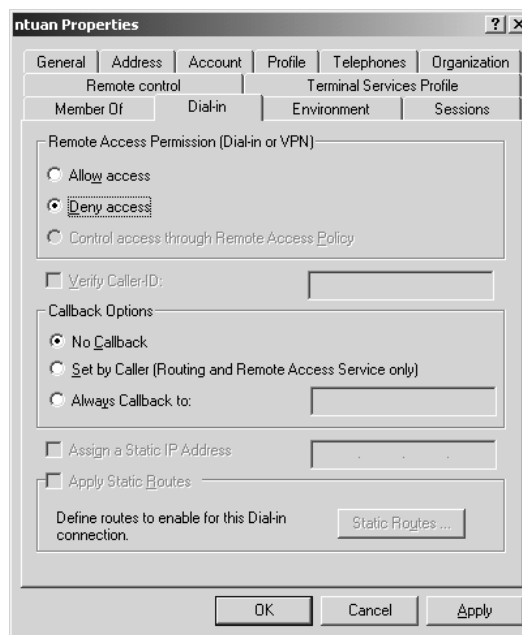 ntuan Properties ? ×
General Address Account Profile Telephones Organization
Remote control Terminal Services Profile
Member Of Dial-in Environment Sessions
Remote Access Permission (Dial-in or VPN)
Allow access
Deny access
Control access through Remote Access Policy
Verify Caller-ID:
Callback Options
No Callback
Set by Caller (Routing and Remote Access Service only)
Always Callback to:
Assign a Static IP Address . . .
Apply Static Routes
Define routes to enable for this Dial-in
connection.
Static Routes ...
OK Cancel Apply